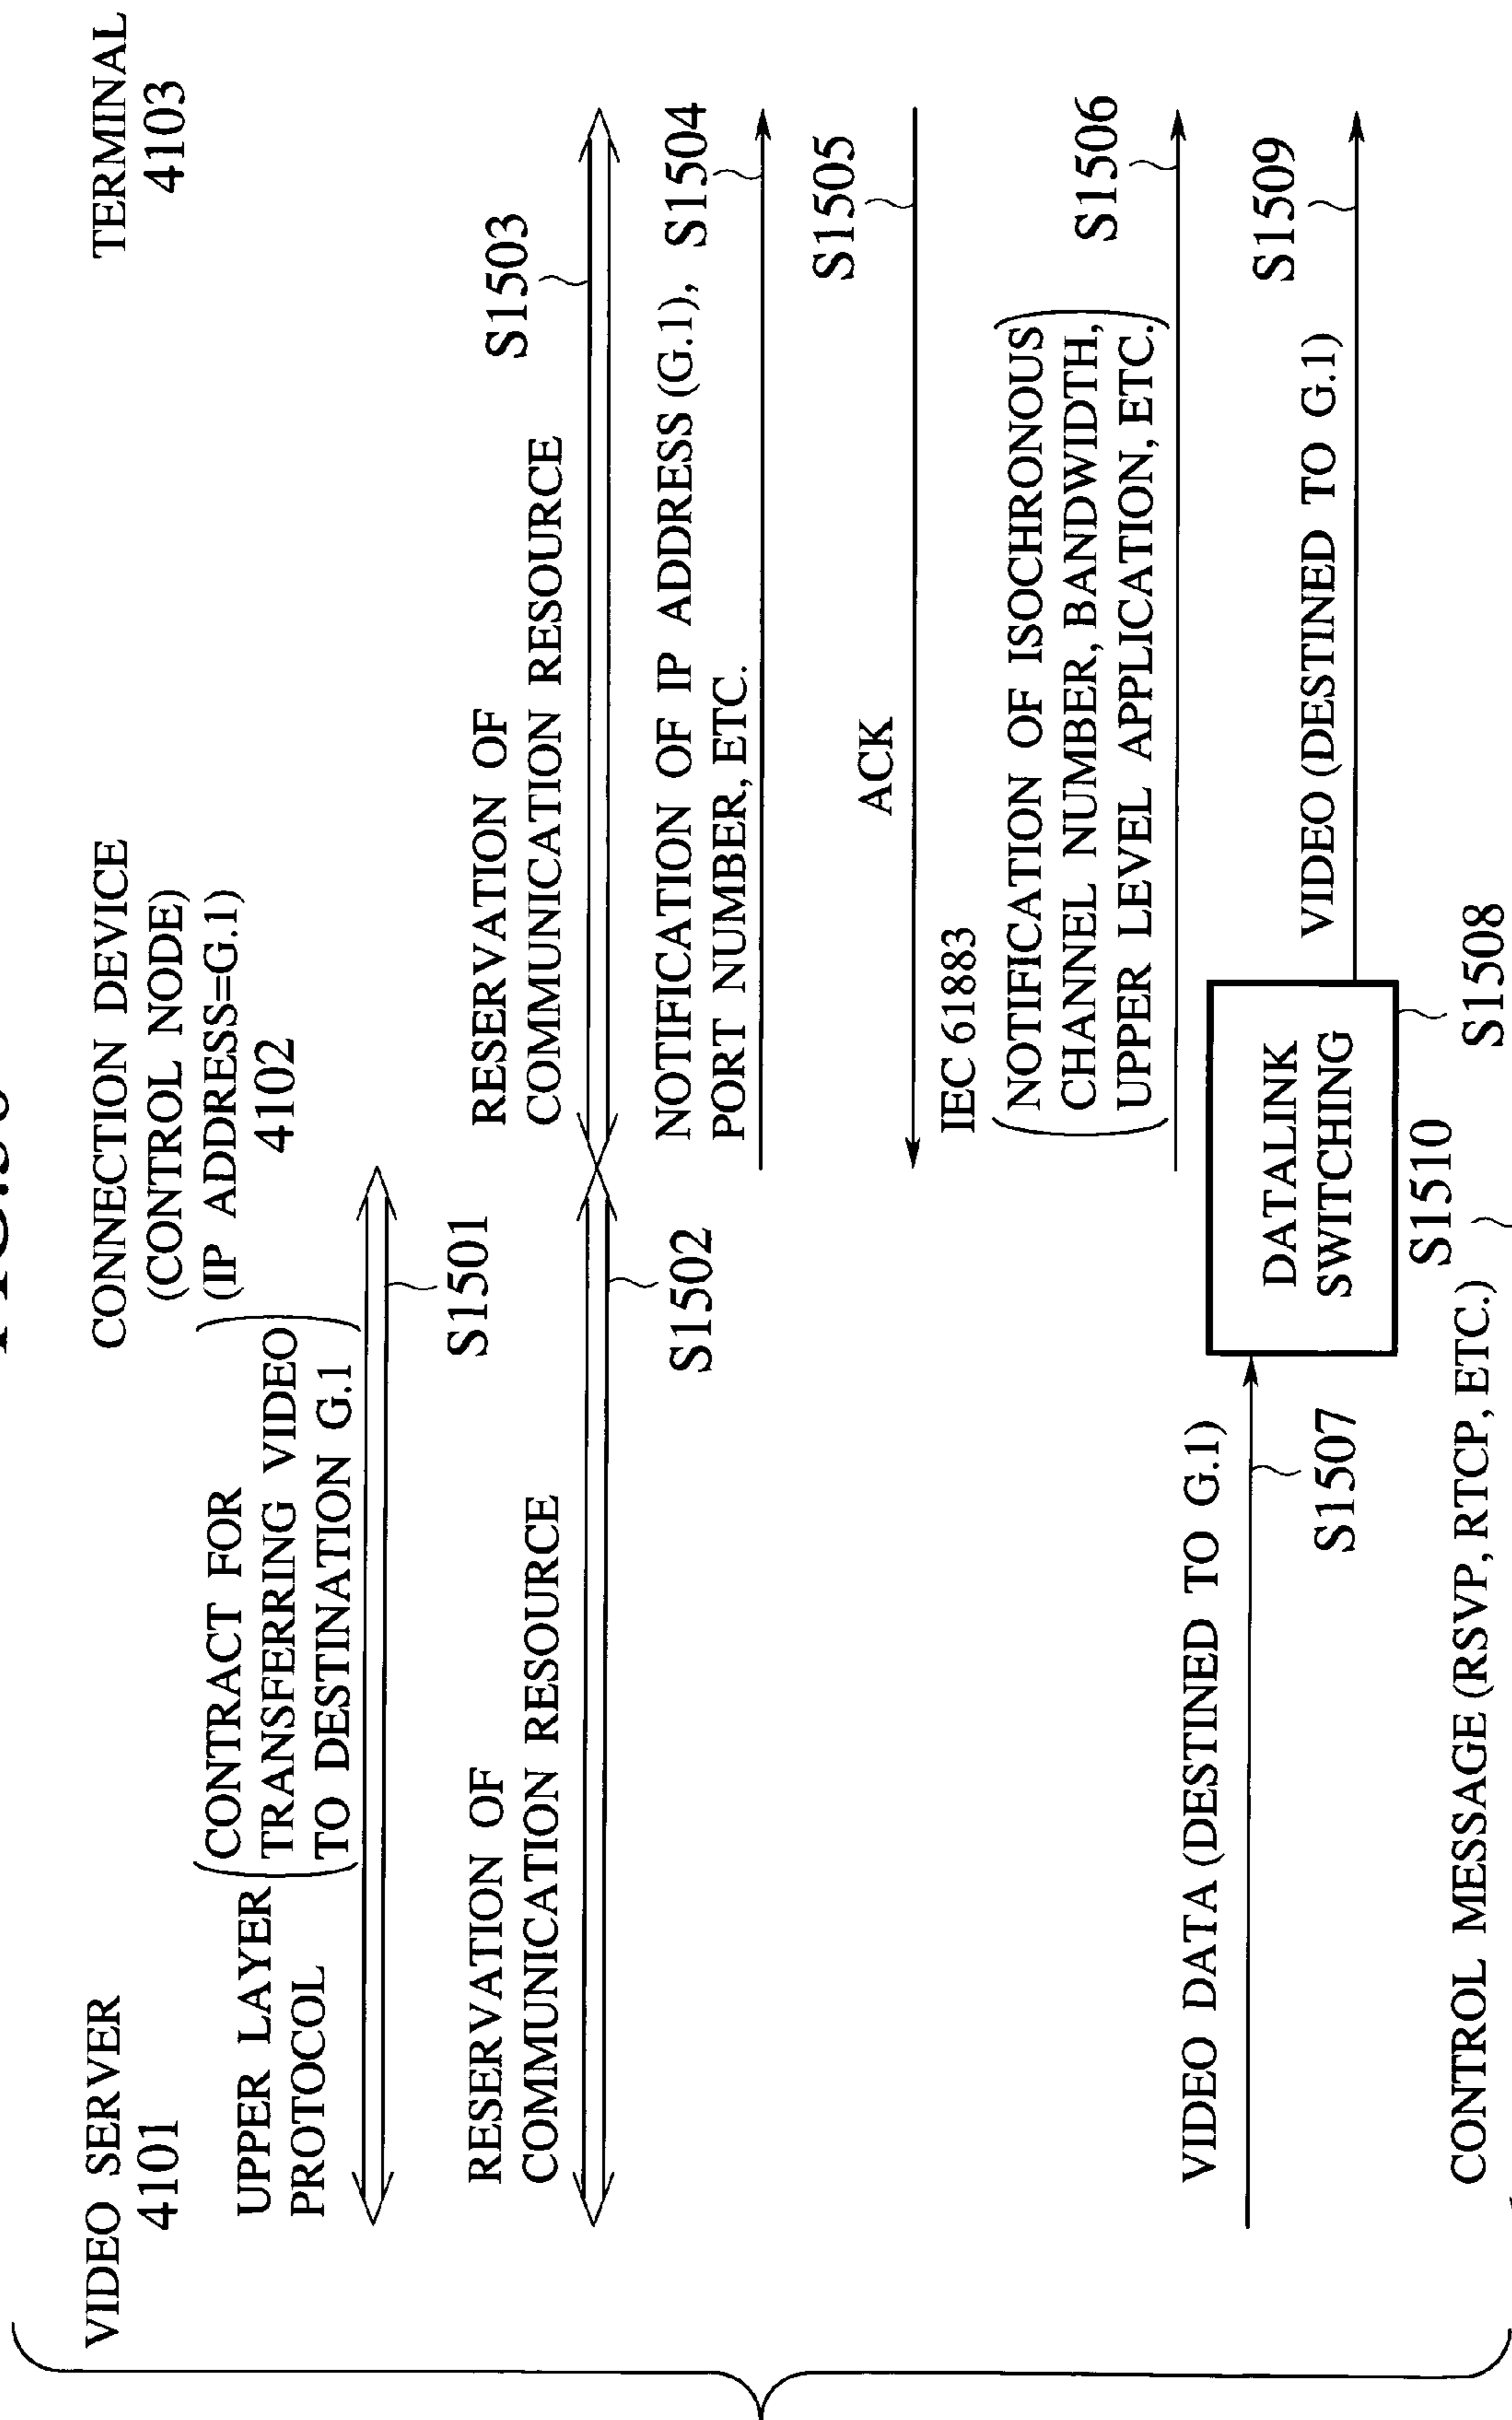 VIDEO SERVER
4101
CONNECTION DEVICE
(CONTROL NODE)
(IP ADDRESS=G.1)
4102
TERMINAL
4103
UPPER LAYER
PROTOCOL
CONTRACT FOR
TRANSFERRING VIDEO
TO DESTINATION G.1
S1501
RESERVATION OF
COMMUNICATION RESOURCE
S1502
RESERVATION OF
COMMUNICATION RESOURCE
S1503
NOTIFICATION OF IP ADDRESS (G.1),
PORT NUMBER, ETC.
S1504
ACK
S1505
IEC 61883
NOTIFICATION OF ISOCHRONOUS
CHANNEL NUMBER, BANDWIDTH,
UPPER LEVEL APPLICATION, ETC.
S1506
VIDEO DATA (DESTINED TO G.1)
S1507
DATALINK
SWITCHING
S1508
VIDEO (DESTINED TO G.1)
S1509
CONTROL MESSAGE (RSVP, RTCP, ETC.)
S1510